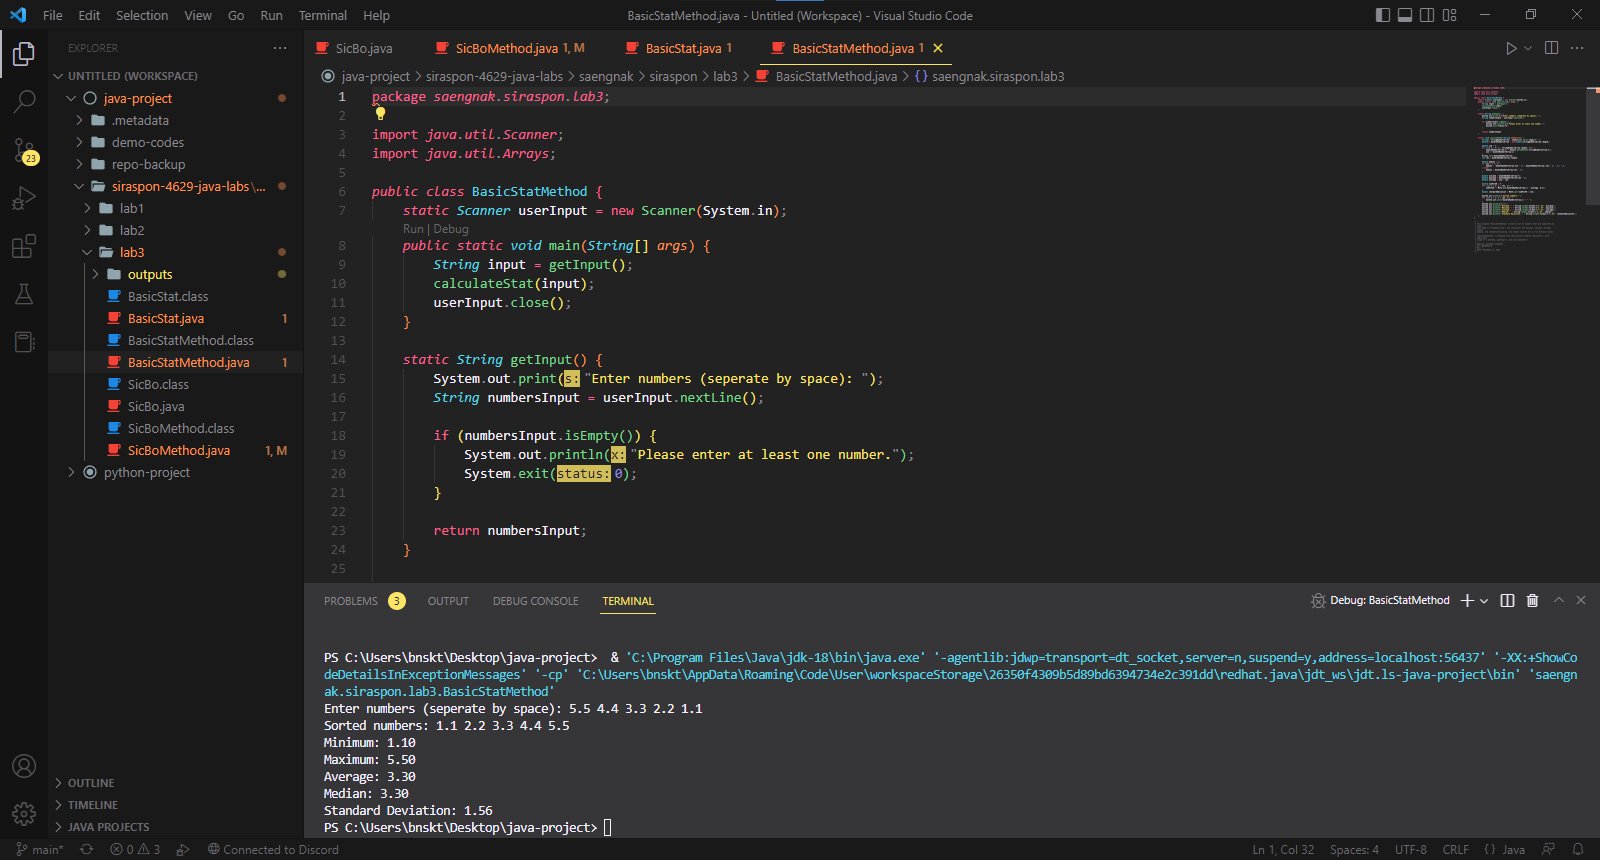 File Edit Selection View Go Run Terminal Help
BasicStatMethod.java - Untitled (Workspace) - Visual Studio Code
EXPLORER
UNTITLED (WORKSPACE)
java-project
.metadata
demo-codes
repo-backup
siraspon-4629-java-labs \...
lab1
lab2
lab3
outputs
BasicStat.class
BasicStat.java 1
BasicStatMethod.class
BasicStatMethod.java 1
SicBo.class
SicBo.java
SicBoMethod.class
SicBoMethod.java 1, M
python-project
OUTLINE
TIMELINE
JAVA PROJECTS
23
SicBo.java
SicBoMethod.java 1, M
BasicStat.java 1
BasicStatMethod.java 1
java-project > siraspon-4629-java-labs > saengnak > siraspon > lab3 > BasicStatMethod.java > {} saengnak.siraspon.lab3
1 package saengnak.siraspon.lab3;
2
3 import java.util.Scanner;
4 import java.util.Arrays;
5
6 public class BasicStatMethod {
7 static Scanner userInput = new Scanner(System.in);
Run | Debug
8 public static void main(String[] args) {
9 String input = getInput();
10 calculateStat(input);
11 userInput.close();
12 }
13
14 static String getInput() {
15 System.out.print(s: "Enter numbers (seperate by space): ");
16 String numbersInput = userInput.nextLine();
17
18 if (numbersInput.isEmpty()) {
19 System.out.println(x: "Please enter at least one number.");
20 System.exit(status: 0);
21 }
22
23 return numbersInput;
24 }
25
PROBLEMS 3 OUTPUT DEBUG CONSOLE TERMINAL
Debug: BasicStatMethod
PS C:\Users\bnskt\Desktop\java-project> & 'C:\Program Files\Java\jdk-18\bin\java.exe' '-agentlib:jdwp=transport=dt_socket,server=n,suspend=y,address=localhost:56437' '-XX:+ShowCo
deDetailsInExceptionMessages' '-cp' 'C:\Users\bnskt\AppData\Roaming\Code\User\workspaceStorage\26350f4309b5d89bd6394734e2c391dd\redhat.java\jdt_ws\jdt.ls-java-project\bin' 'saeng
nak.siraspon.lab3.BasicStatMethod'
Enter numbers (seperate by space): 5.5 4.4 3.3 2.2 1.1
Sorted numbers: 1.1 2.2 3.3 4.4 5.5
Minimum: 1.10
Maximum: 5.50
Average: 3.30
Median: 3.30
Standard Deviation: 1.56
PS C:\Users\bnskt\Desktop\java-project>
main* 0 3 Connected to Discord
Ln 1, Col 32 Spaces: 4 UTF-8 CRLF {} Java